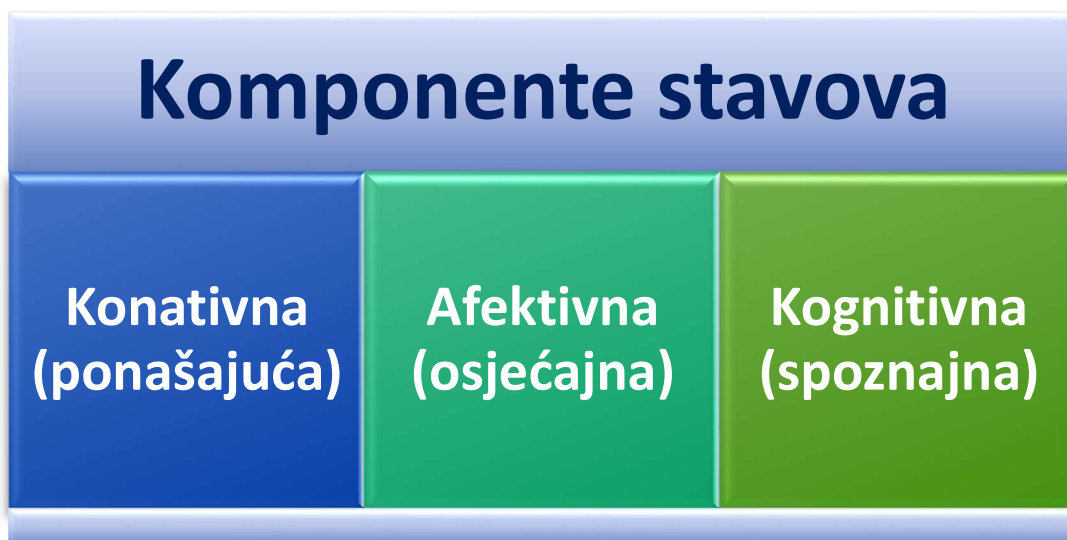 Komponente stavova
Konativna
(ponašajuća)
Afektivna
(osjećajna)
Kognitivna
(spoznajna)